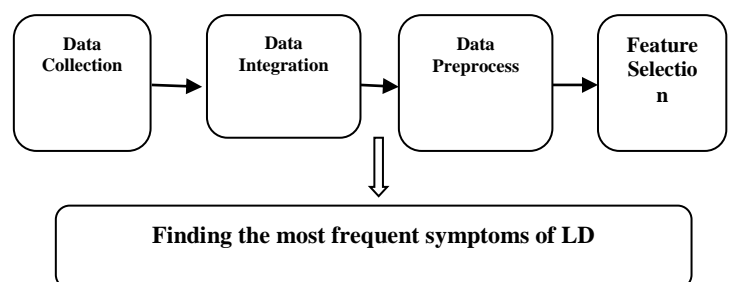 Data
Collection
Data
Integration
Data
Preprocess
Feature
Selectio
n
Finding the most frequent symptoms of LD